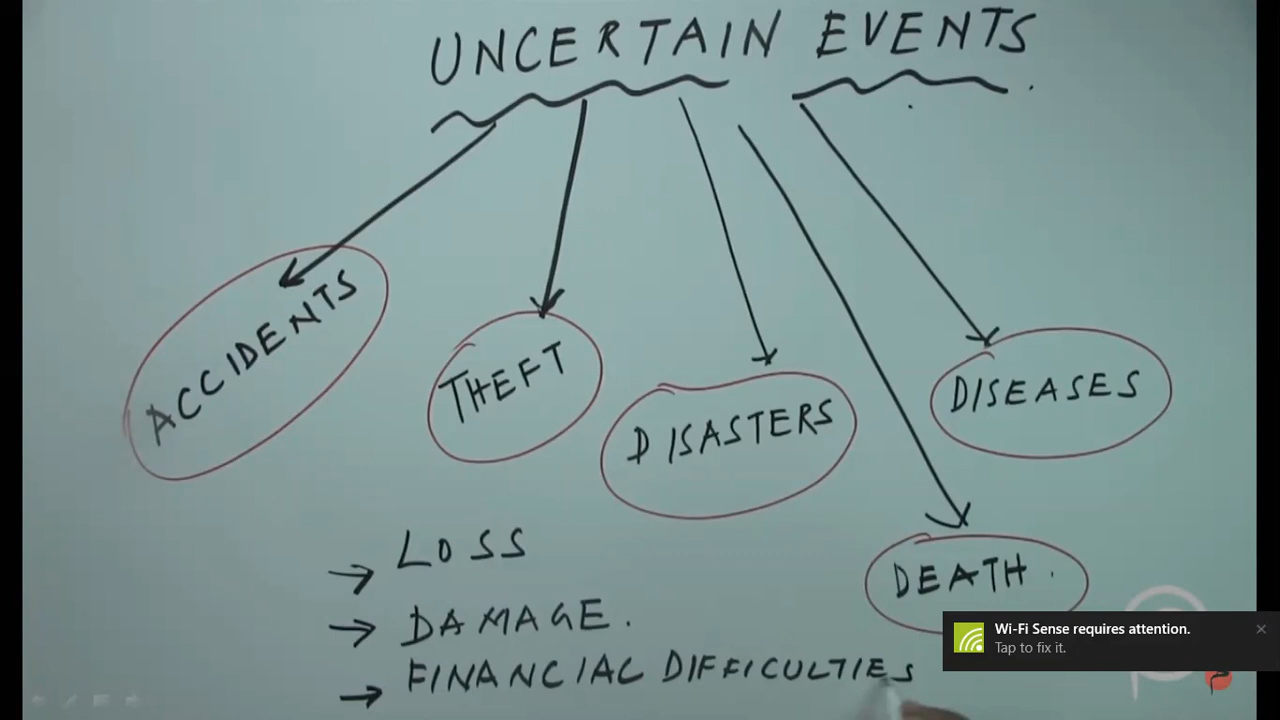 UNCERTAIN EVENTS
ACCIDENTS
THEFT
DISASTERS
DISEASES
DEATH.
LOSS
DAMAGE.
FINANCIAL DIFFICULTIES
Wi-Fi Sense requires attention.
Tap to fix it.